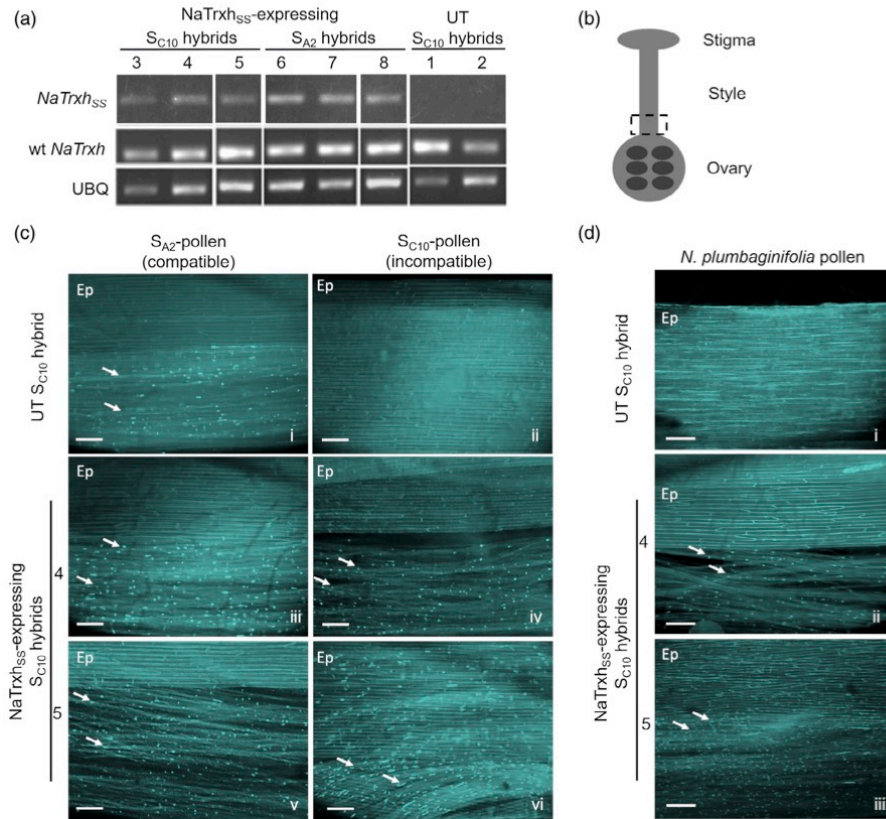 (a)
NaTrxhSS-expressing
UT
SC10 hybrids
SA2 hybrids
SC10 hybrids
3 4 5 6 7 8 1 2
NaTrxhSS
wt NaTrxh
UBQ
(b)
Stigma
Style
Ovary
(c)
SA2-pollen
(compatible)
SC10-pollen
(incompatible)
UT SC10 hybrid
Ep
i
Ep
ii
NaTrxhSS-expressing
SC10 hybrids
4
Ep
iii
Ep
iv
5
Ep
v
Ep
vi
(d)
N. plumbaginifolia pollen
UT SC10 hybrid
Ep
i
NaTrxhSS-expressing
SC10 hybrids
4
Ep
ii
5
Ep
iii